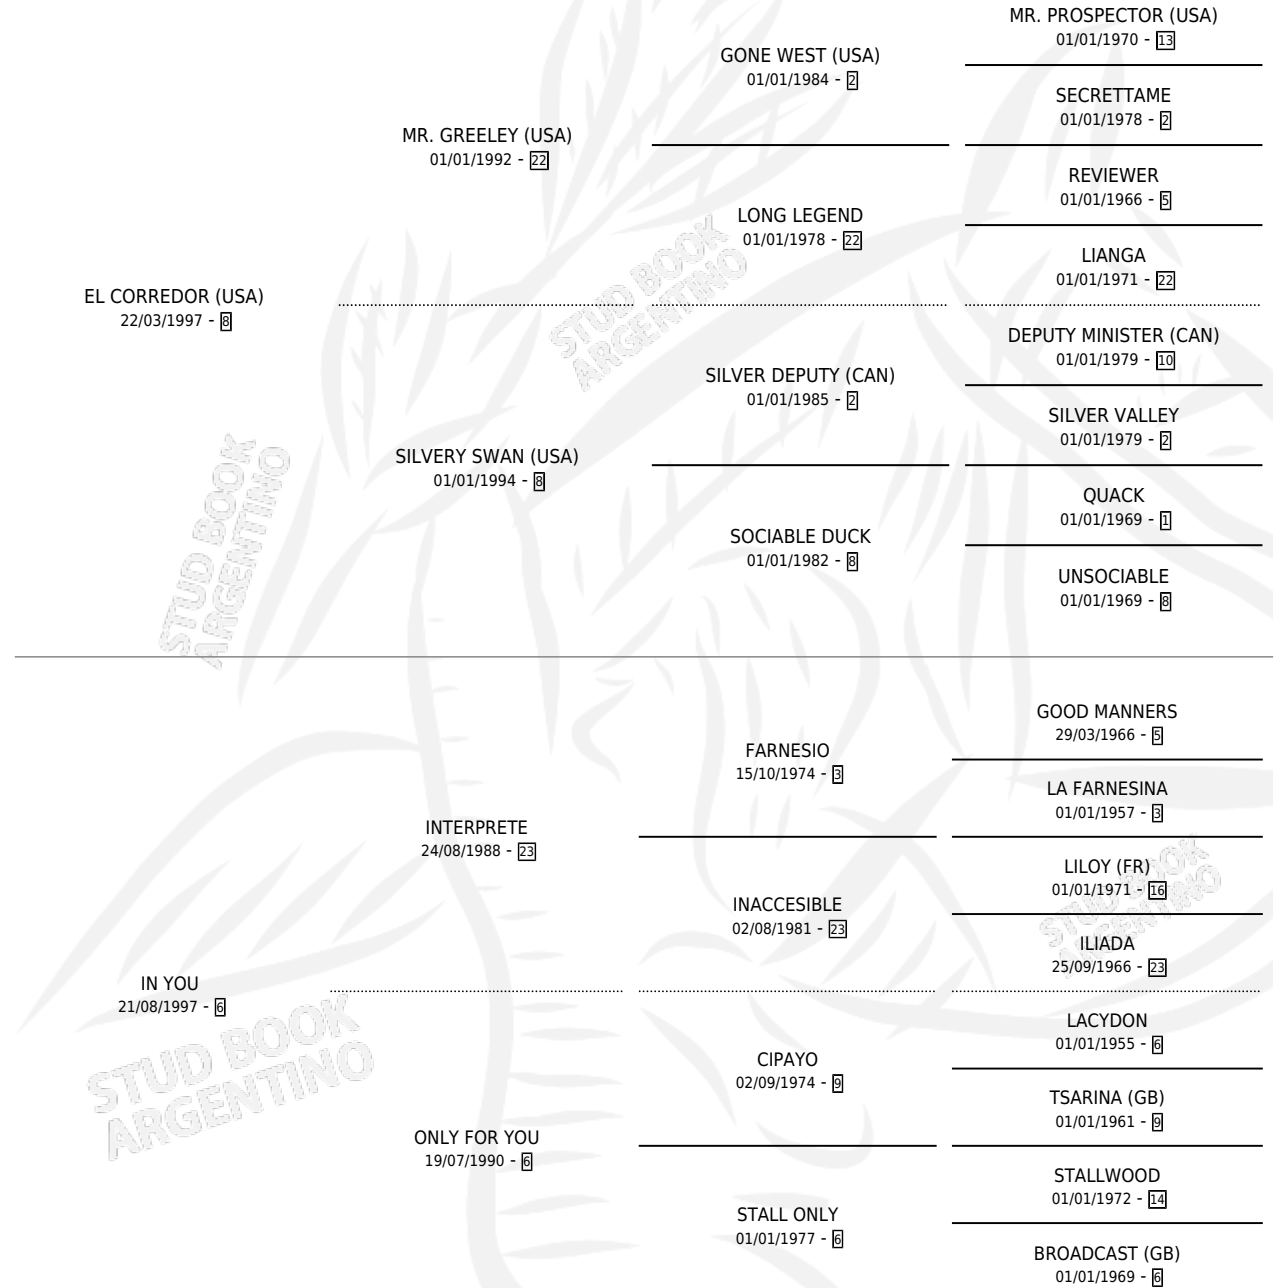 MR. PROSPECTOR (USA)
01/01/1970 - 13
GONE WEST (USA)
01/01/1984 - 2
SECRETTAME
01/01/1978 - 2
MR. GREELEY (USA)
01/01/1992 - 22
REVIEWER
01/01/1966 - 5
LONG LEGEND
01/01/1978 - 22
LIANGA
01/01/1971 - 22
EL CORREDOR (USA)
22/03/1997 - 8
STUD BOOK
ARGENTINO
DEPUTY MINISTER (CAN)
01/01/1979 - 10
SILVER DEPUTY (CAN)
01/01/1985 - 2
SILVER VALLEY
01/01/1979 - 2
SILVERY SWAN (USA)
01/01/1994 - 8
QUACK
01/01/1969 - 1
SOCIABLE DUCK
01/01/1982 - 8
UNSOCIABLE
01/01/1969 - 8
STUD BOOK
ARGENTINO
GOOD MANNERS
29/03/1966 - 5
FARNESIO
15/10/1974 - 3
LA FARNESINA
01/01/1957 - 3
INTERPRETE
24/08/1988 - 23
LILOY (FR)
01/01/1971 - 16
INACCESIBLE
02/08/1981 - 23
STUD BOOK
ARGENTINO
ILIADA
25/09/1966 - 23
IN YOU
21/08/1997 - 6
STUD BOOK
ARGENTINO
LACYDON
01/01/1955 - 6
CIPAYO
02/09/1974 - 9
TSARINA (GB)
01/01/1961 - 9
ONLY FOR YOU
19/07/1990 - 6
STALLWOOD
01/01/1972 - 14
STALL ONLY
01/01/1977 - 6
BROADCAST (GB)
01/01/1969 - 6